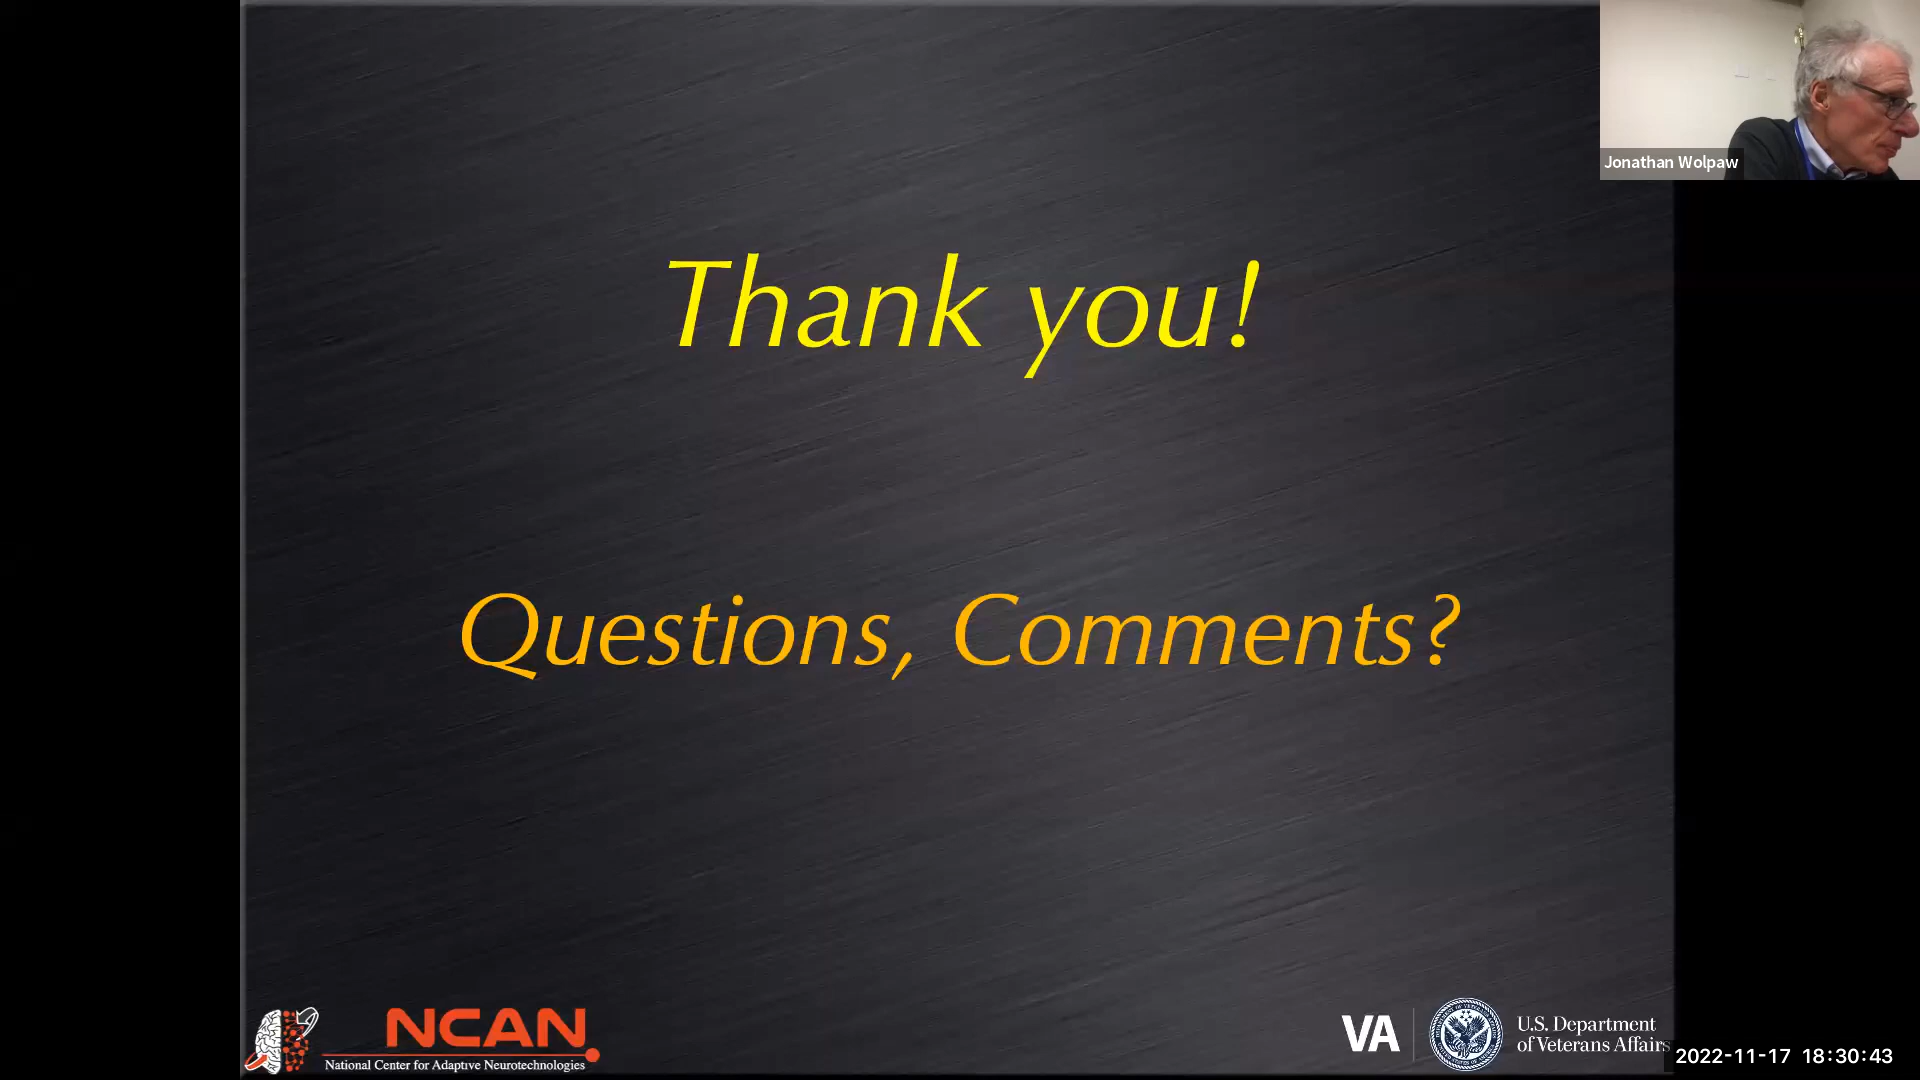 Jonathan Wolpaw
Thank you!
Questions, Comments?
NCAN
National Center for Adaptive Neurotechnologies
VA
U.S. Department
of Veterans Affairs
2022-11-17 18:30:43